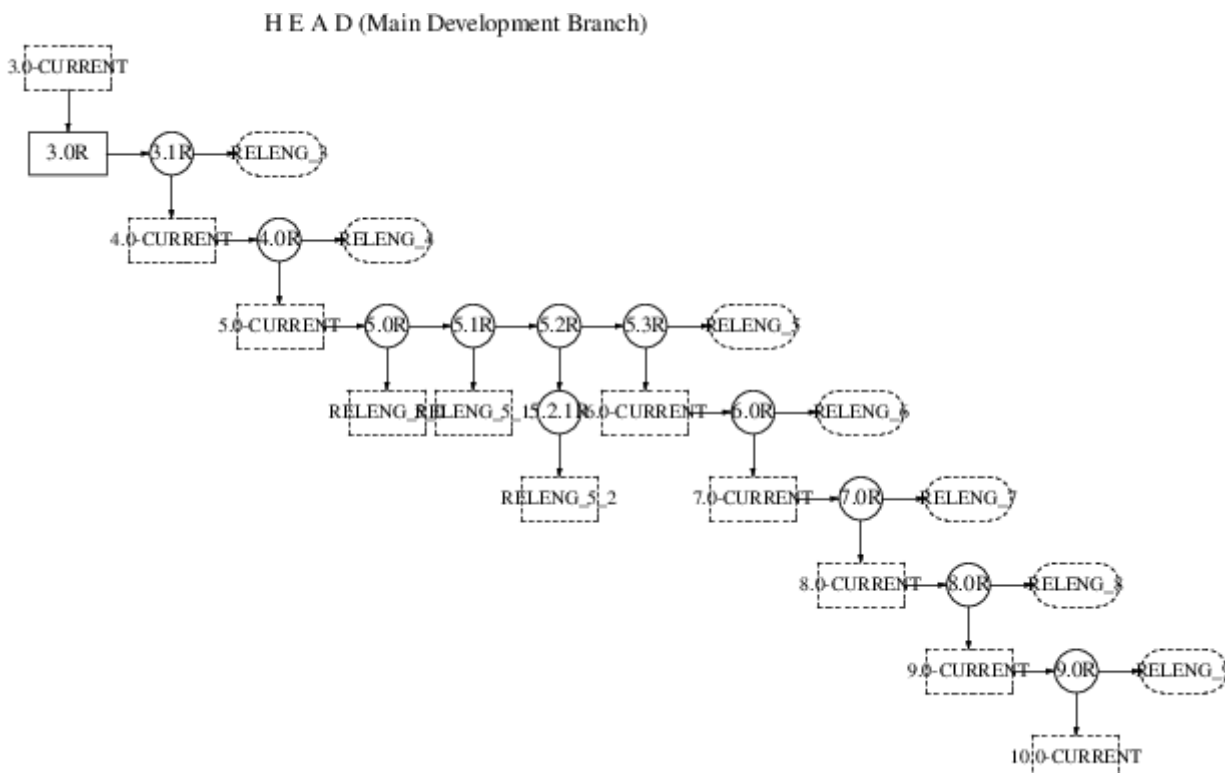 H E A D (Main Development Branch)
3.0-CURRENT
3.0R
3.1R
RELENG_3
4.0-CURRENT
4.0R
RELENG_4
5.0-CURRENT
5.0R
5.1R
5.2R
5.3R
RELENG_5
RELENG_5_1
5.2.1R
6.0-CURRENT
6.0R
RELENG_6
RELENG_5_2
7.0-CURRENT
7.0R
RELENG_7
8.0-CURRENT
8.0R
RELENG_8
9.0-CURRENT
9.0R
10.0-CURRENT